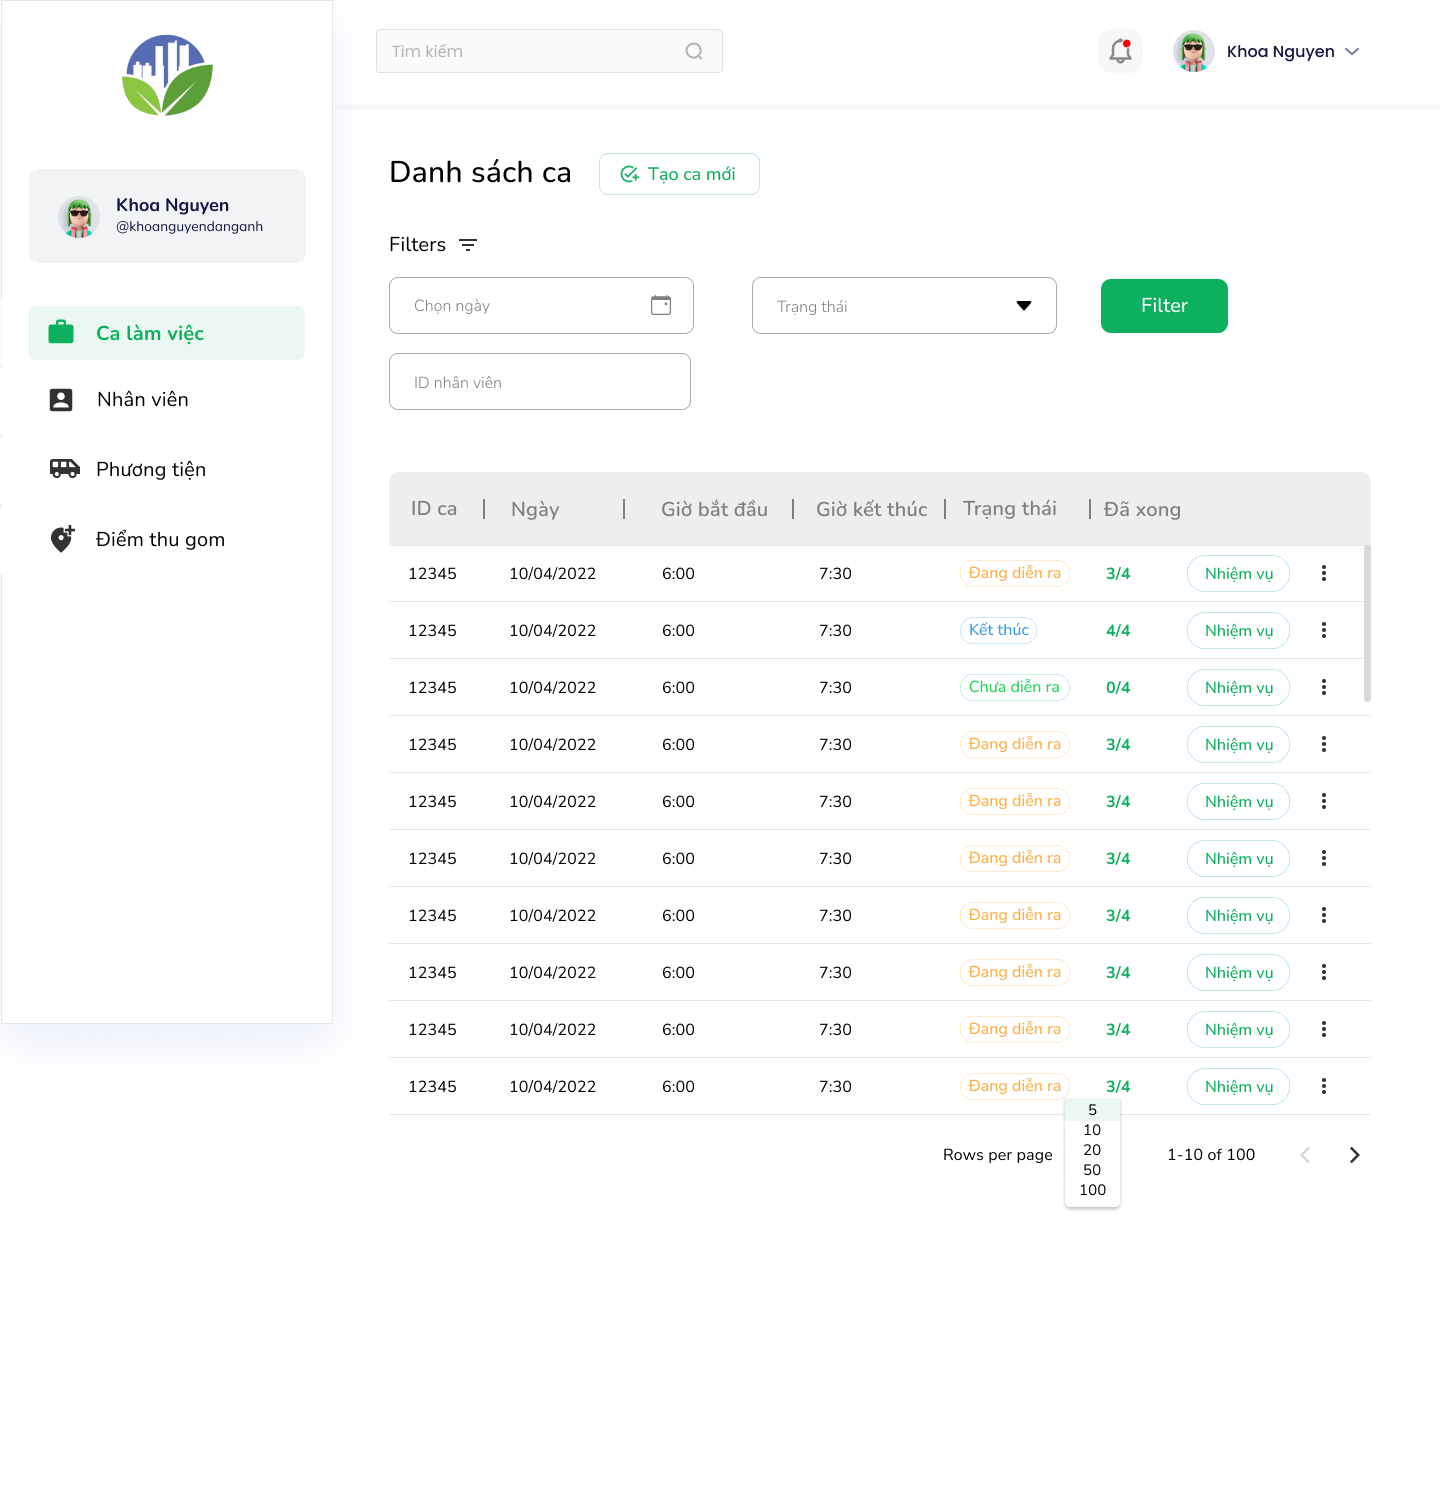 Tìm kiếm
Khoa Nguyen
Khoa Nguyen
@khoanguyendanganh
Ca làm việc
Nhân viên
Phương tiện
Điểm thu gom
Danh sách ca
Tạo ca mới
Filters
Chọn ngày
Trạng thái
Filter
ID nhân viên
ID ca | Ngày | Giờ bắt đầu | Giờ kết thúc | Trạng thái | Đã xong
12345 10/04/2022 6:00 7:30 Đang diễn ra 3/4 Nhiệm vụ
12345 10/04/2022 6:00 7:30 Kết thúc 4/4 Nhiệm vụ
12345 10/04/2022 6:00 7:30 Chưa diễn ra 0/4 Nhiệm vụ
12345 10/04/2022 6:00 7:30 Đang diễn ra 3/4 Nhiệm vụ
12345 10/04/2022 6:00 7:30 Đang diễn ra 3/4 Nhiệm vụ
12345 10/04/2022 6:00 7:30 Đang diễn ra 3/4 Nhiệm vụ
12345 10/04/2022 6:00 7:30 Đang diễn ra 3/4 Nhiệm vụ
12345 10/04/2022 6:00 7:30 Đang diễn ra 3/4 Nhiệm vụ
12345 10/04/2022 6:00 7:30 Đang diễn ra 3/4 Nhiệm vụ
12345 10/04/2022 6:00 7:30 Đang diễn ra 3/4 Nhiệm vụ
Rows per page
5
10
20
50
100
1-10 of 100